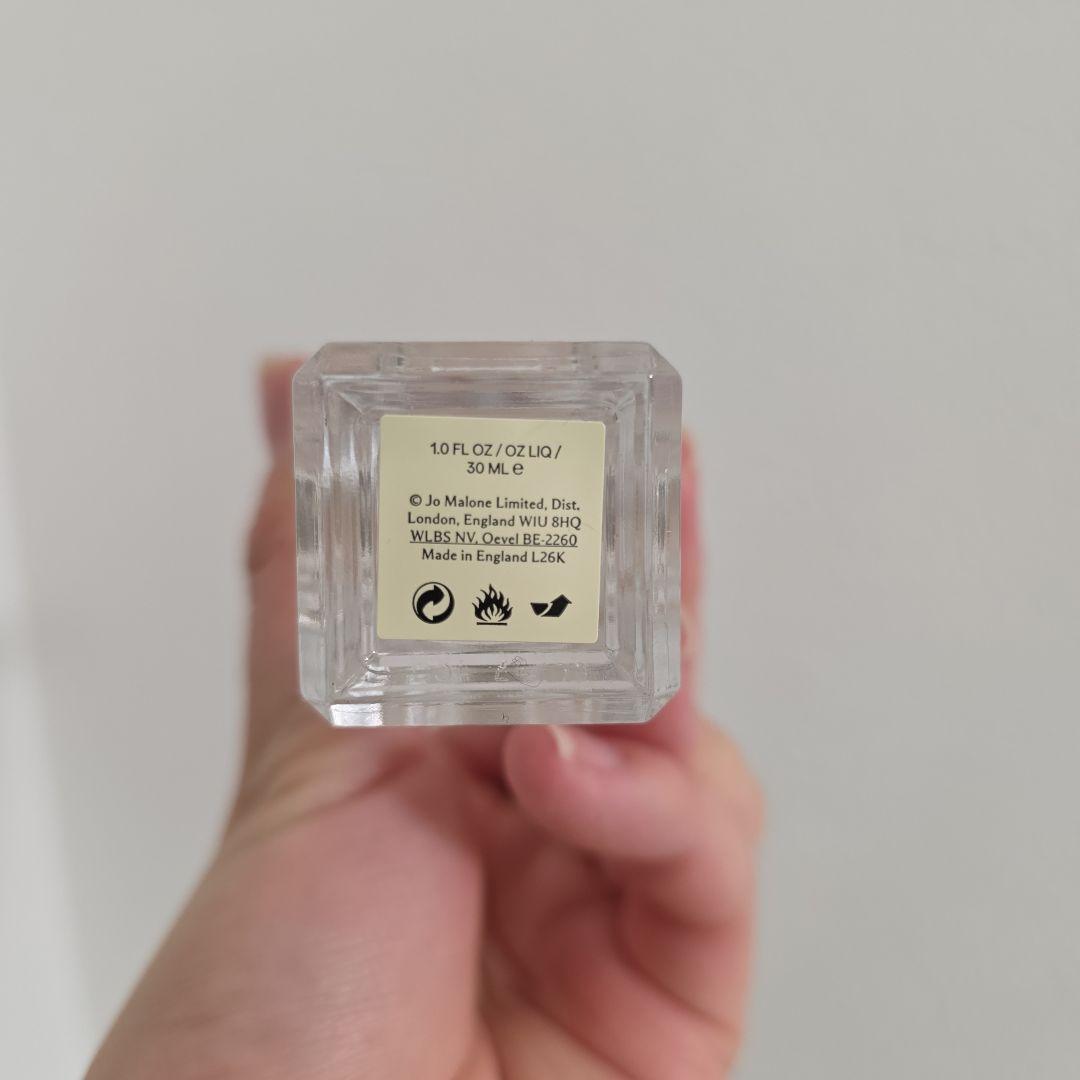 1.0 FL OZ / OZ LIQ /
30 ML ℮
© Jo Malone Limited, Dist.
London, England WIU 8HQ
WLBS NV, Oevel BE-2260
Made in England L26K